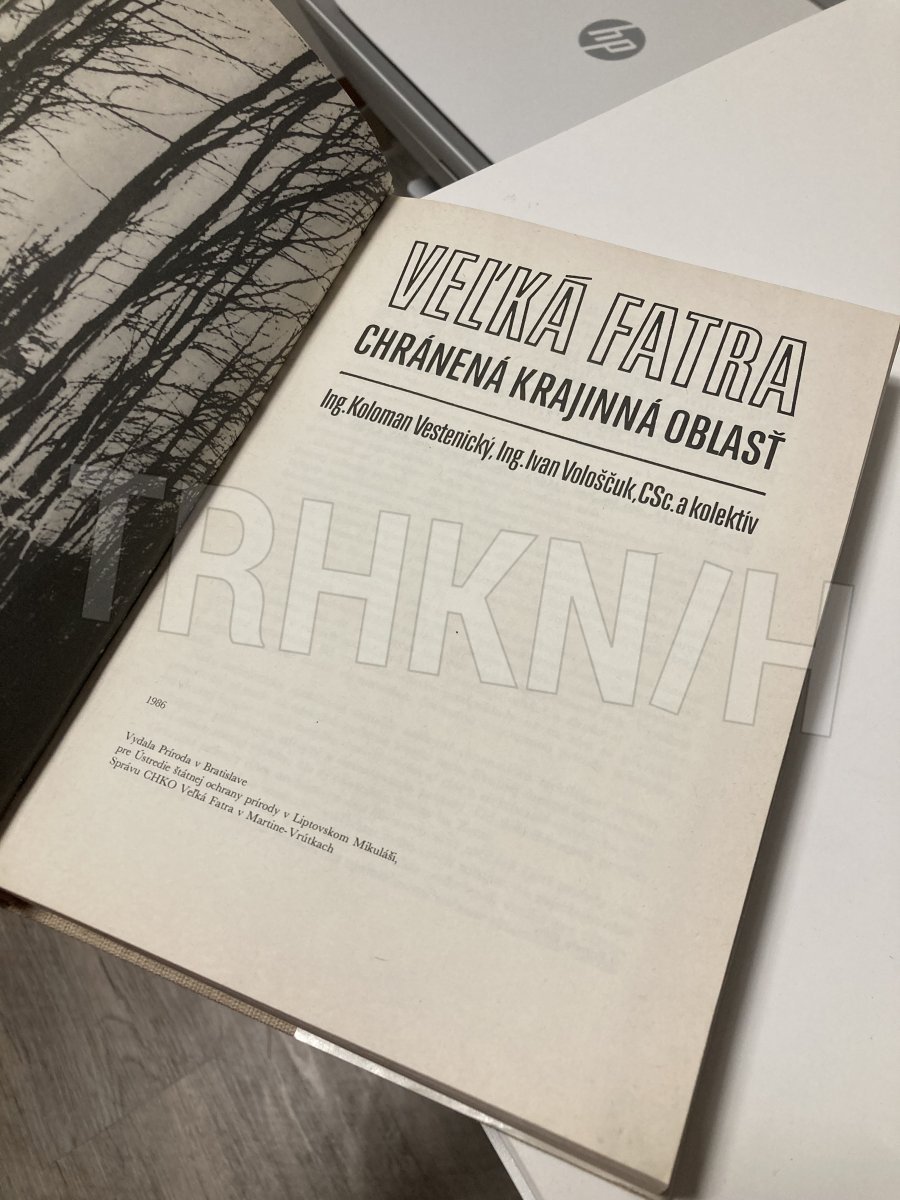 hp
VEĽKÁ FATRA
CHRÁNENÁ KRAJINNÁ OBLASŤ
Ing. Koloman Vestenický, Ing. Ivan Vološčuk, CSc. a kolektív
TRHKN/H
1986
Vydala Príroda v Bratislave
pre Ústredie štátnej ochrany prírody v Liptovskom Mikuláši,
Správu CHKO Veľká Fatra v Martine-Vrútkach